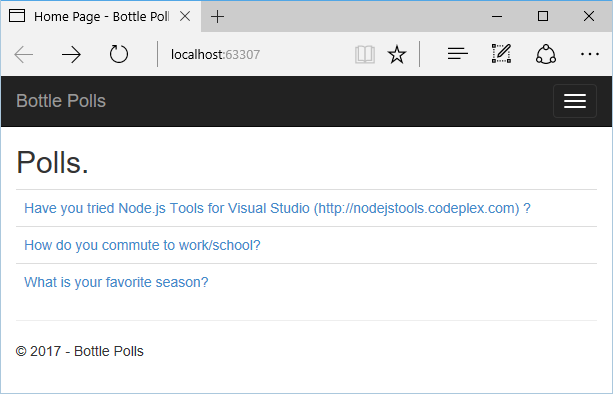 Home Page - Bottle Poll
localhost:63307
Bottle Polls
Polls.
Have you tried Node.js Tools for Visual Studio (http://nodejstools.codeplex.com) ?
How do you commute to work/school?
What is your favorite season?
© 2017 - Bottle Polls